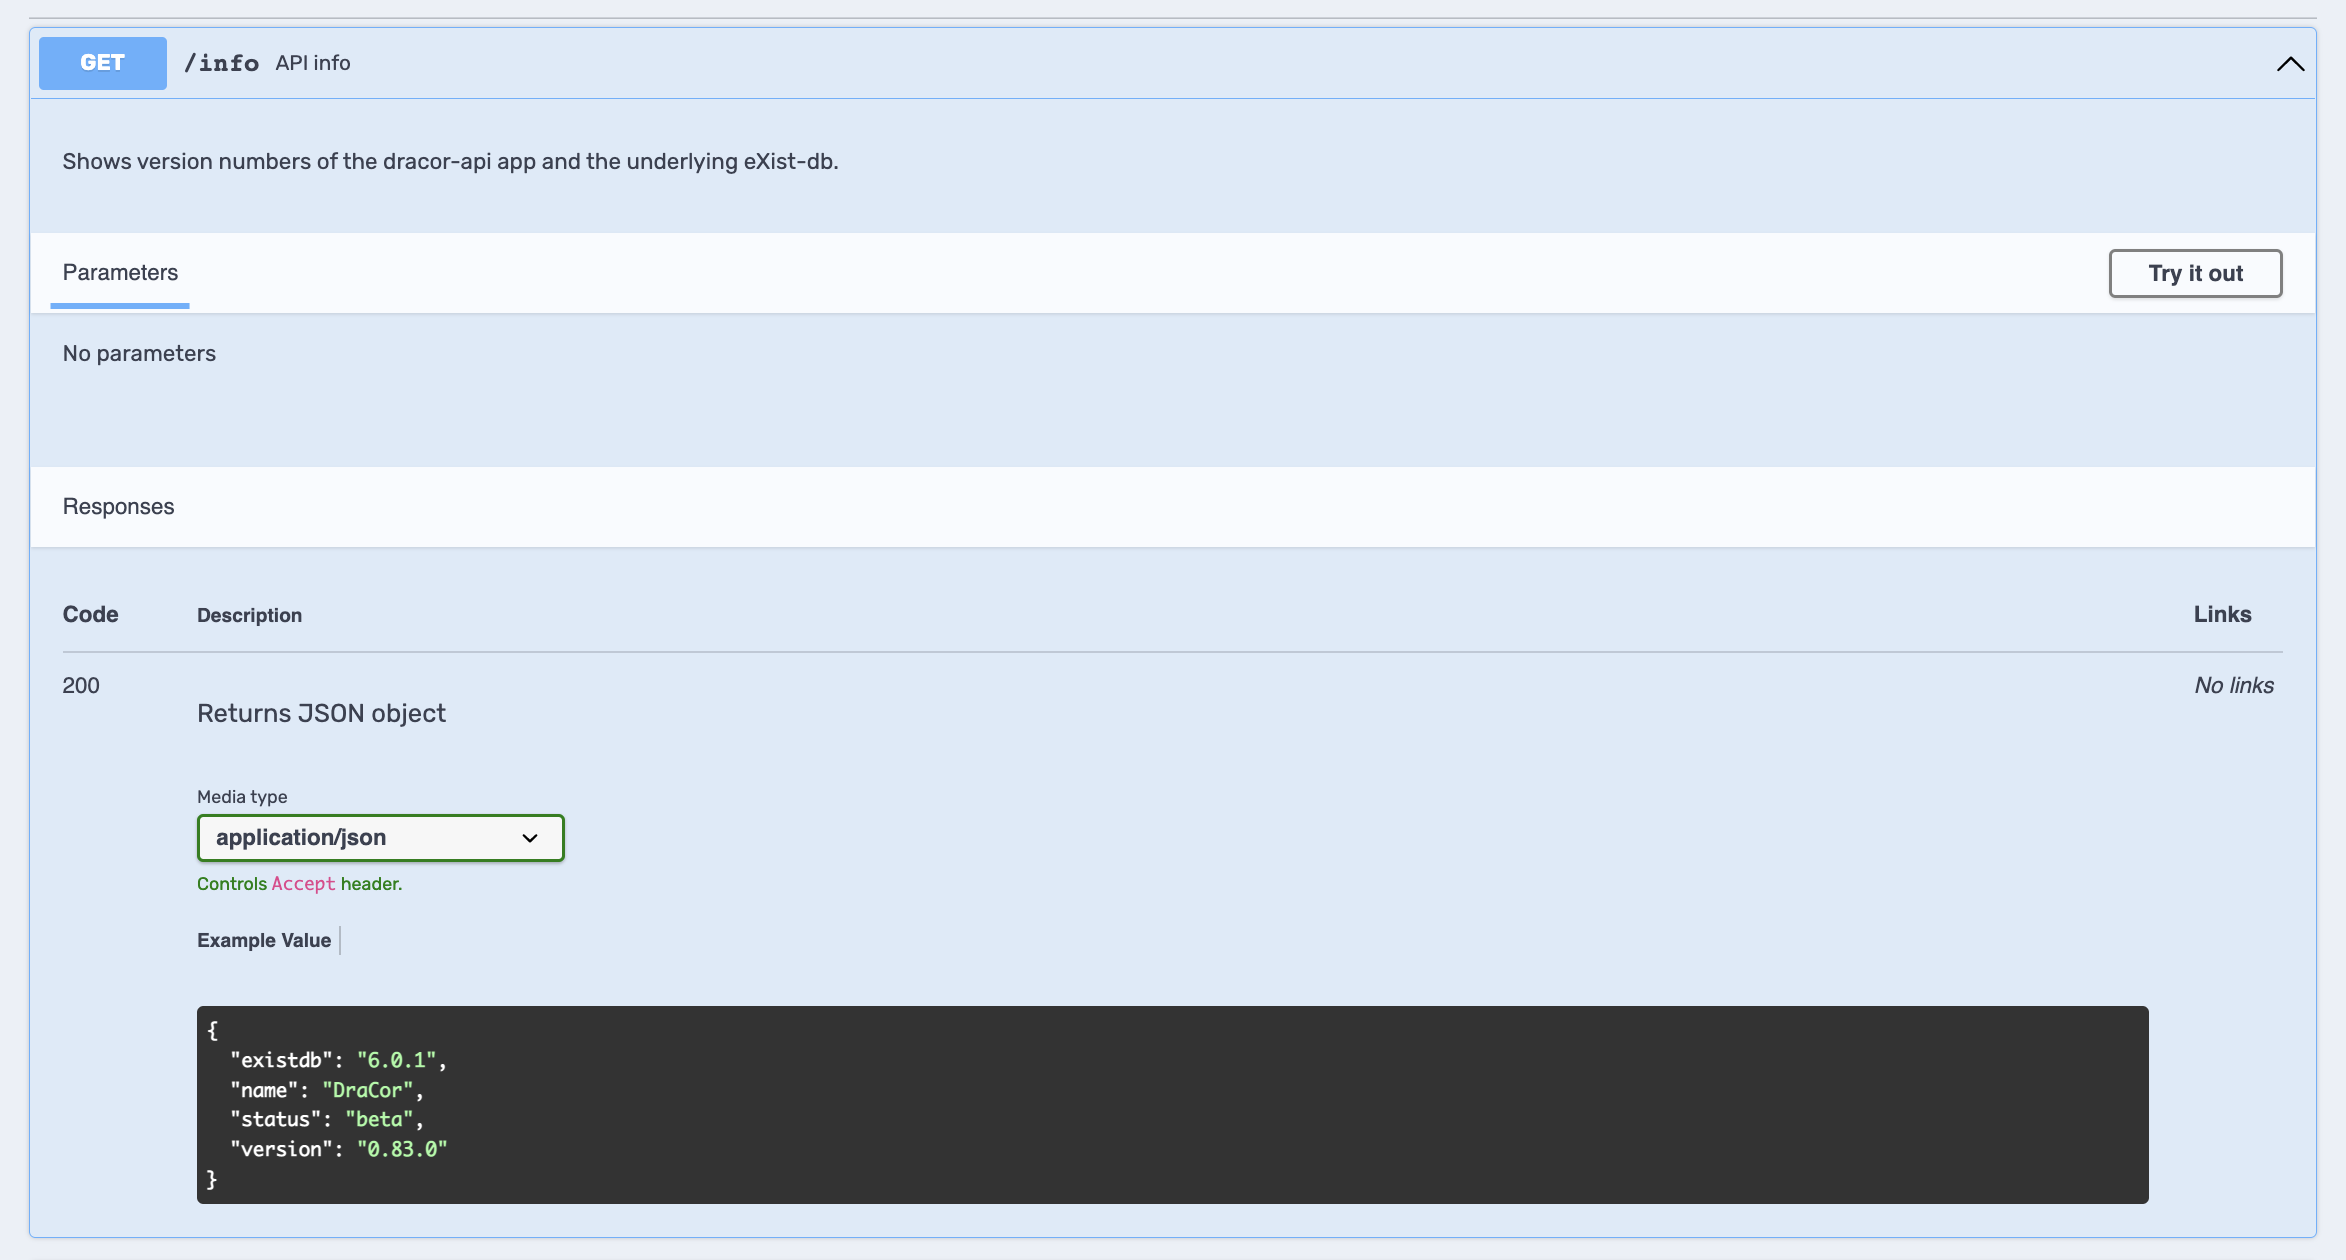 GET /info API info
Shows version numbers of the dracor-api app and the underlying eXist-db.
Parameters Try it out
No parameters
Responses
Code Description Links
200 No links
Returns JSON object
Media type
application/json
Controls Accept header.
Example Value
{
  "existdb": "6.0.1",
  "name": "DraCor",
  "status": "beta",
  "version": "0.83.0"
}